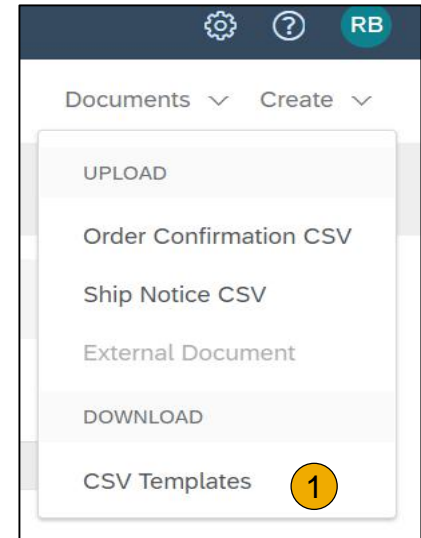 RB
Documents Create
UPLOAD
Order Confirmation CSV
Ship Notice CSV
External Document
DOWNLOAD
CSV Templates 1